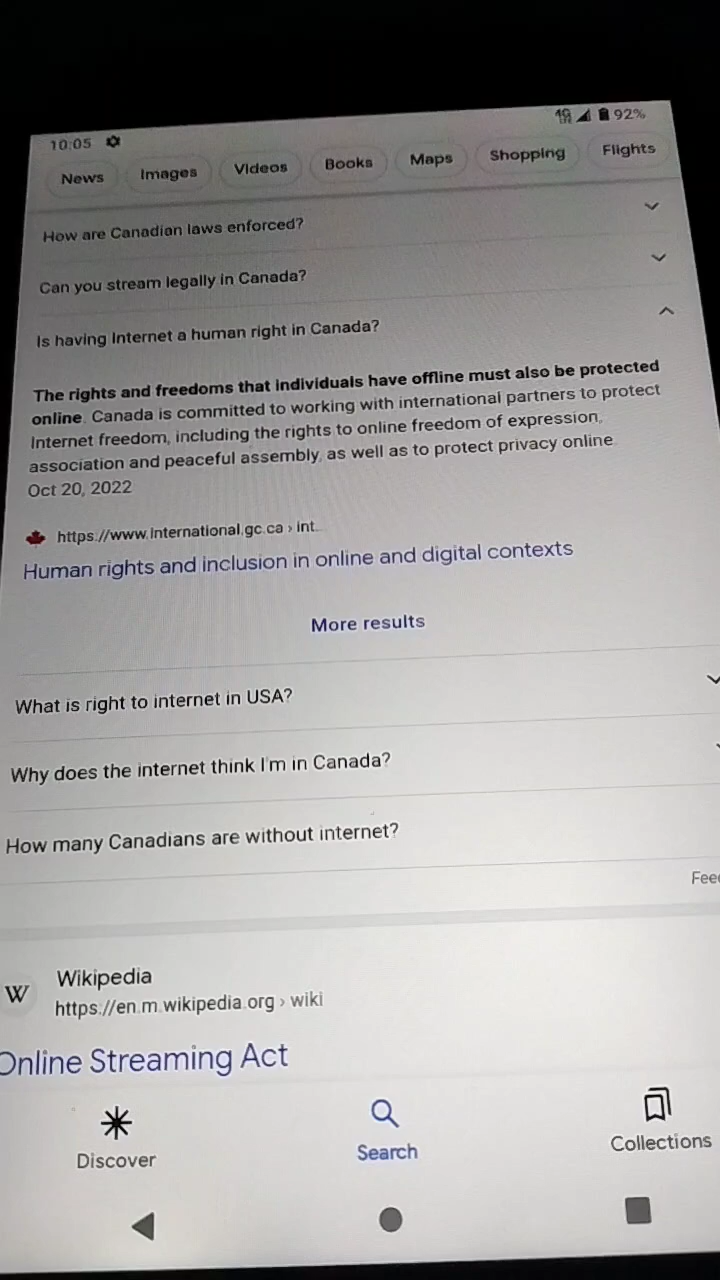 10:05 92%
News Images Videos Books Maps Shopping Flights
How are Canadian laws enforced?
Can you stream legally in Canada?
Is having Internet a human right in Canada?
The rights and freedoms that individuals have offline must also be protected
online. Canada is committed to working with international partners to protect
Internet freedom, including the rights to online freedom of expression,
association and peaceful assembly, as well as to protect privacy online.
Oct 20, 2022
https://www.international.gc.ca › int...
Human rights and inclusion in online and digital contexts
More results
What is right to internet in USA?
Why does the internet think I'm in Canada?
How many Canadians are without internet?
Fee
W Wikipedia
https://en.m.wikipedia.org › wiki
Online Streaming Act
Discover Search Collections